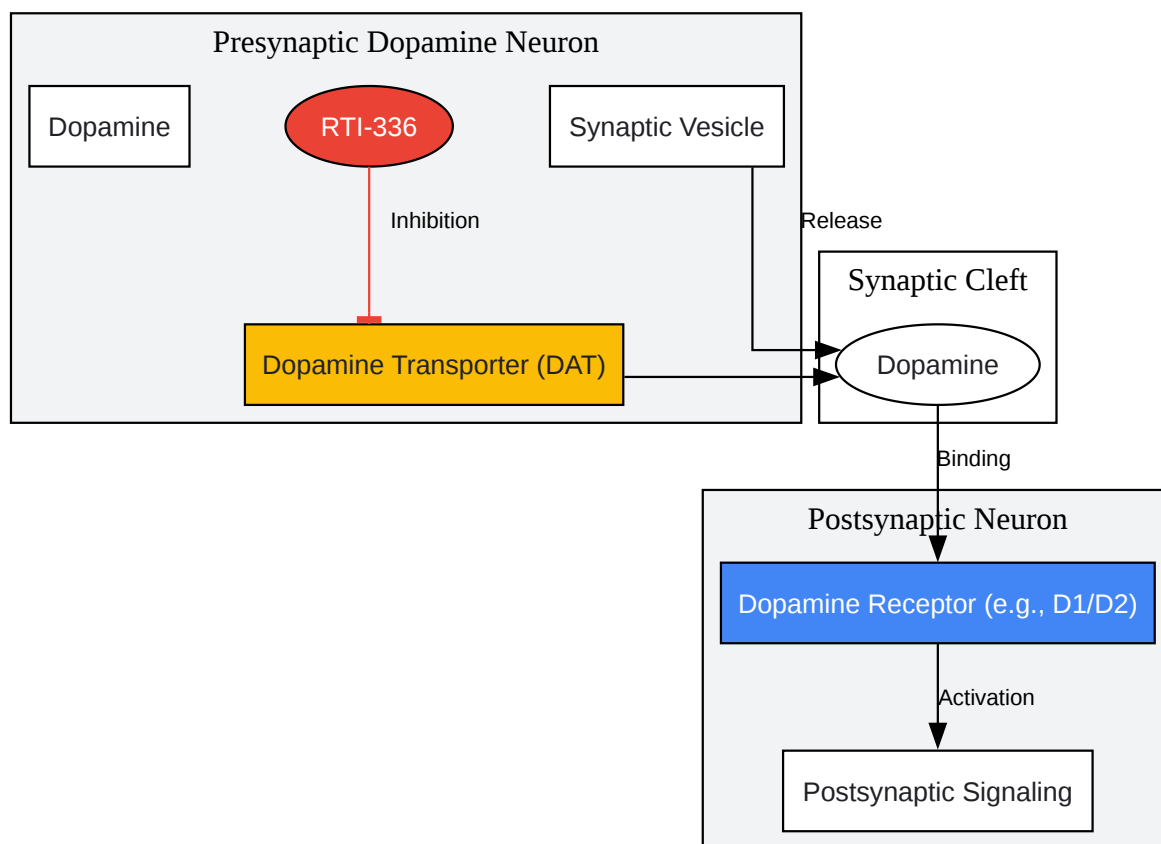 Presynaptic Dopamine Neuron
Dopamine
RTI-336
Synaptic Vesicle
Inhibition
Release
Synaptic Cleft
Dopamine Transporter (DAT)
Dopamine
Binding
Postsynaptic Neuron
Dopamine Receptor (e.g., D1/D2)
Activation
Postsynaptic Signaling